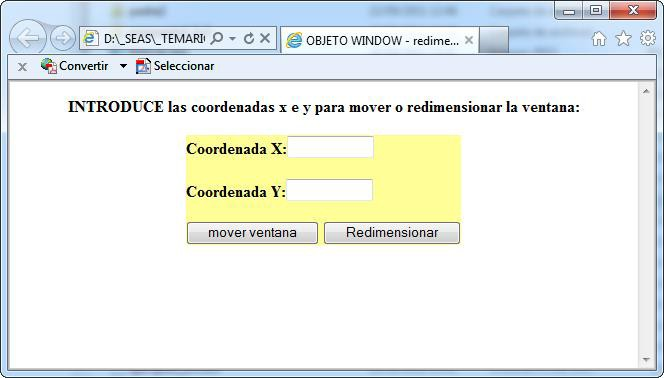 D:\_SEAS\_TEMARI
OBJETO WINDOW - redime...
x Convertir Seleccionar
INTRODUCE las coordenadas x e y para mover o redimensionar la ventana:
Coordenada X:
Coordenada Y:
mover ventana Redimensionar